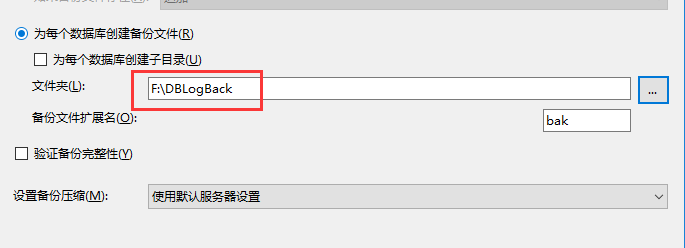 为每个数据库创建备份文件(R)
为每个数据库创建子目录(U)
文件夹(L):
F:\DBLogBack
...
备份文件扩展名(O):
bak
验证备份完整性(Y)
设置备份压缩(M):
使用默认服务器设置